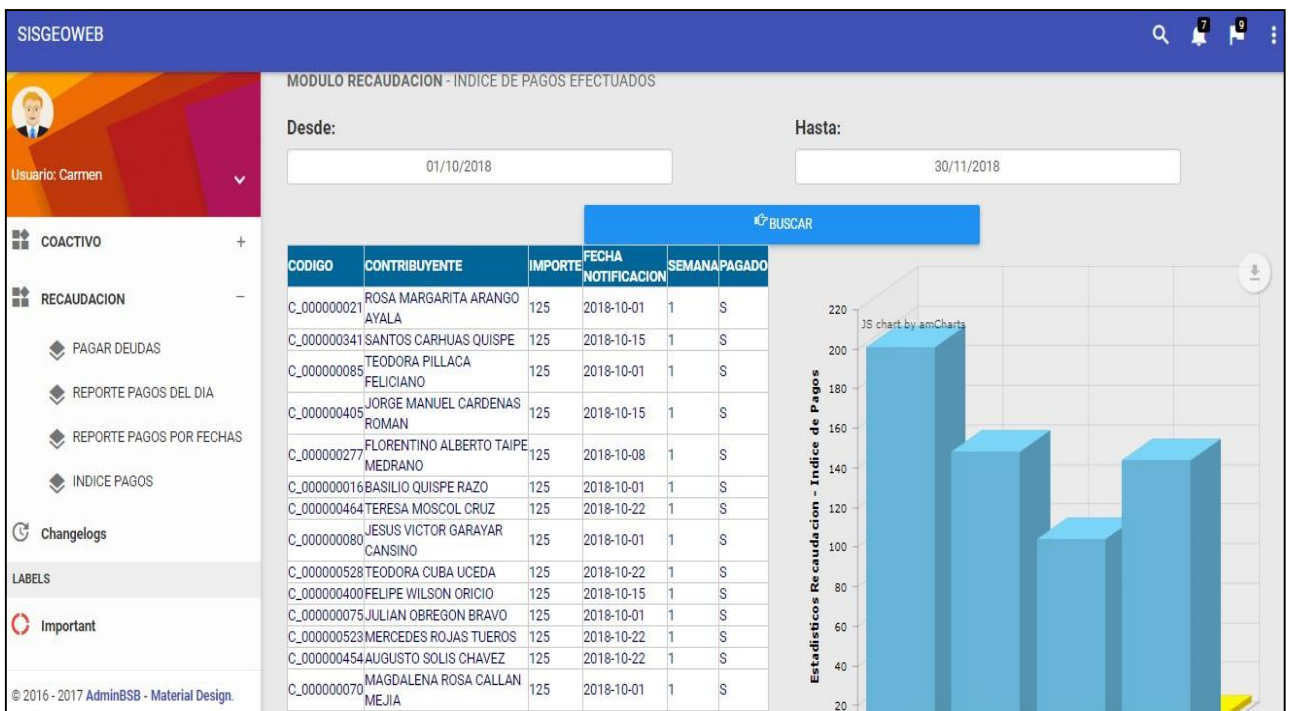 SISGEOWEB
7
9
MODULO RECAUDACION - INDICE DE PAGOS EFECTUADOS
Usuario: Carmen
COACTIVO
+
RECAUDACION
−
PAGAR DEUDAS
REPORTE PAGOS DEL DIA
REPORTE PAGOS POR FECHAS
INDICE PAGOS
Changelogs
LABELS
Important
© 2016 - 2017 AdminBSB - Material Design.
Desde:
Hasta:
01/10/2018
30/11/2018
BUSCAR
CODIGO CONTRIBUYENTE IMPORTE FECHA NOTIFICACION SEMANA PAGADO
C_000000021 ROSA MARGARITA ARANGO AYALA 125 2018-10-01 1 S
C_000000341 SANTOS CARHUAS QUISPE 125 2018-10-15 1 S
C_000000085 TEODORA PILLACA FELICIANO 125 2018-10-01 1 S
C_000000405 JORGE MANUEL CARDENAS ROMAN 125 2018-10-15 1 S
C_000000277 FLORENTINO ALBERTO TAIPE MEDRANO 125 2018-10-08 1 S
C_000000016 BASILIO QUISPE RAZO 125 2018-10-01 1 S
C_000000464 TERESA MOSCOL CRUZ 125 2018-10-22 1 S
C_000000080 JESUS VICTOR GARAYAR CANSINO 125 2018-10-01 1 S
C_000000528 TEODORA CUBA UCEDA 125 2018-10-22 1 S
C_000000400 FELIPE WILSON ORICIO 125 2018-10-15 1 S
C_000000075 JULIAN OBREGON BRAVO 125 2018-10-01 1 S
C_000000523 MERCEDES ROJAS TUEROS 125 2018-10-22 1 S
C_000000454 AUGUSTO SOLIS CHAVEZ 125 2018-10-22 1 S
C_000000070 MAGDALENA ROSA CALLAN MEJIA 125 2018-10-01 1 S
JS chart by amCharts
Estadisticos Recaudacion - Indice de Pagos
220
200
180
160
140
120
100
80
60
40
20